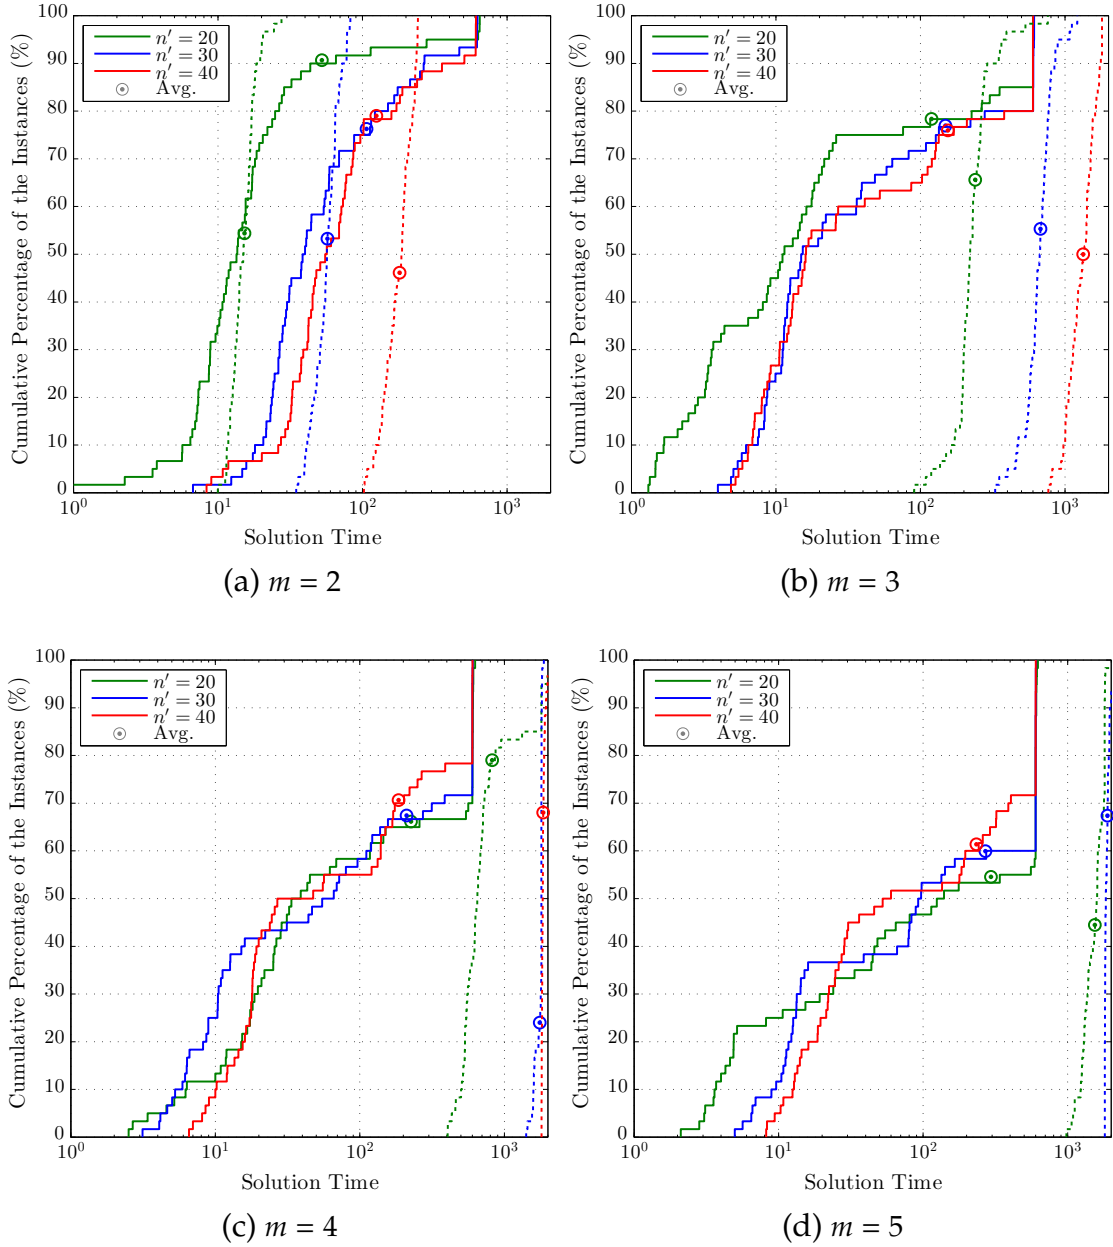 100
90
80
70
60
50
40
30
20
10
0
Cumulative Percentage of the Instances (%)
n′ = 20
n′ = 30
n′ = 40
Avg.
10^0
10^1
10^2
10^3
Solution Time
(a) m = 2
100
90
80
70
60
50
40
30
20
10
0
Cumulative Percentage of the Instances (%)
n′ = 20
n′ = 30
n′ = 40
Avg.
10^0
10^1
10^2
10^3
Solution Time
(b) m = 3
100
90
80
70
60
50
40
30
20
10
0
Cumulative Percentage of the Instances (%)
n′ = 20
n′ = 30
n′ = 40
Avg.
10^0
10^1
10^2
10^3
Solution Time
(c) m = 4
100
90
80
70
60
50
40
30
20
10
0
Cumulative Percentage of the Instances (%)
n′ = 20
n′ = 30
n′ = 40
Avg.
10^0
10^1
10^2
10^3
Solution Time
(d) m = 5